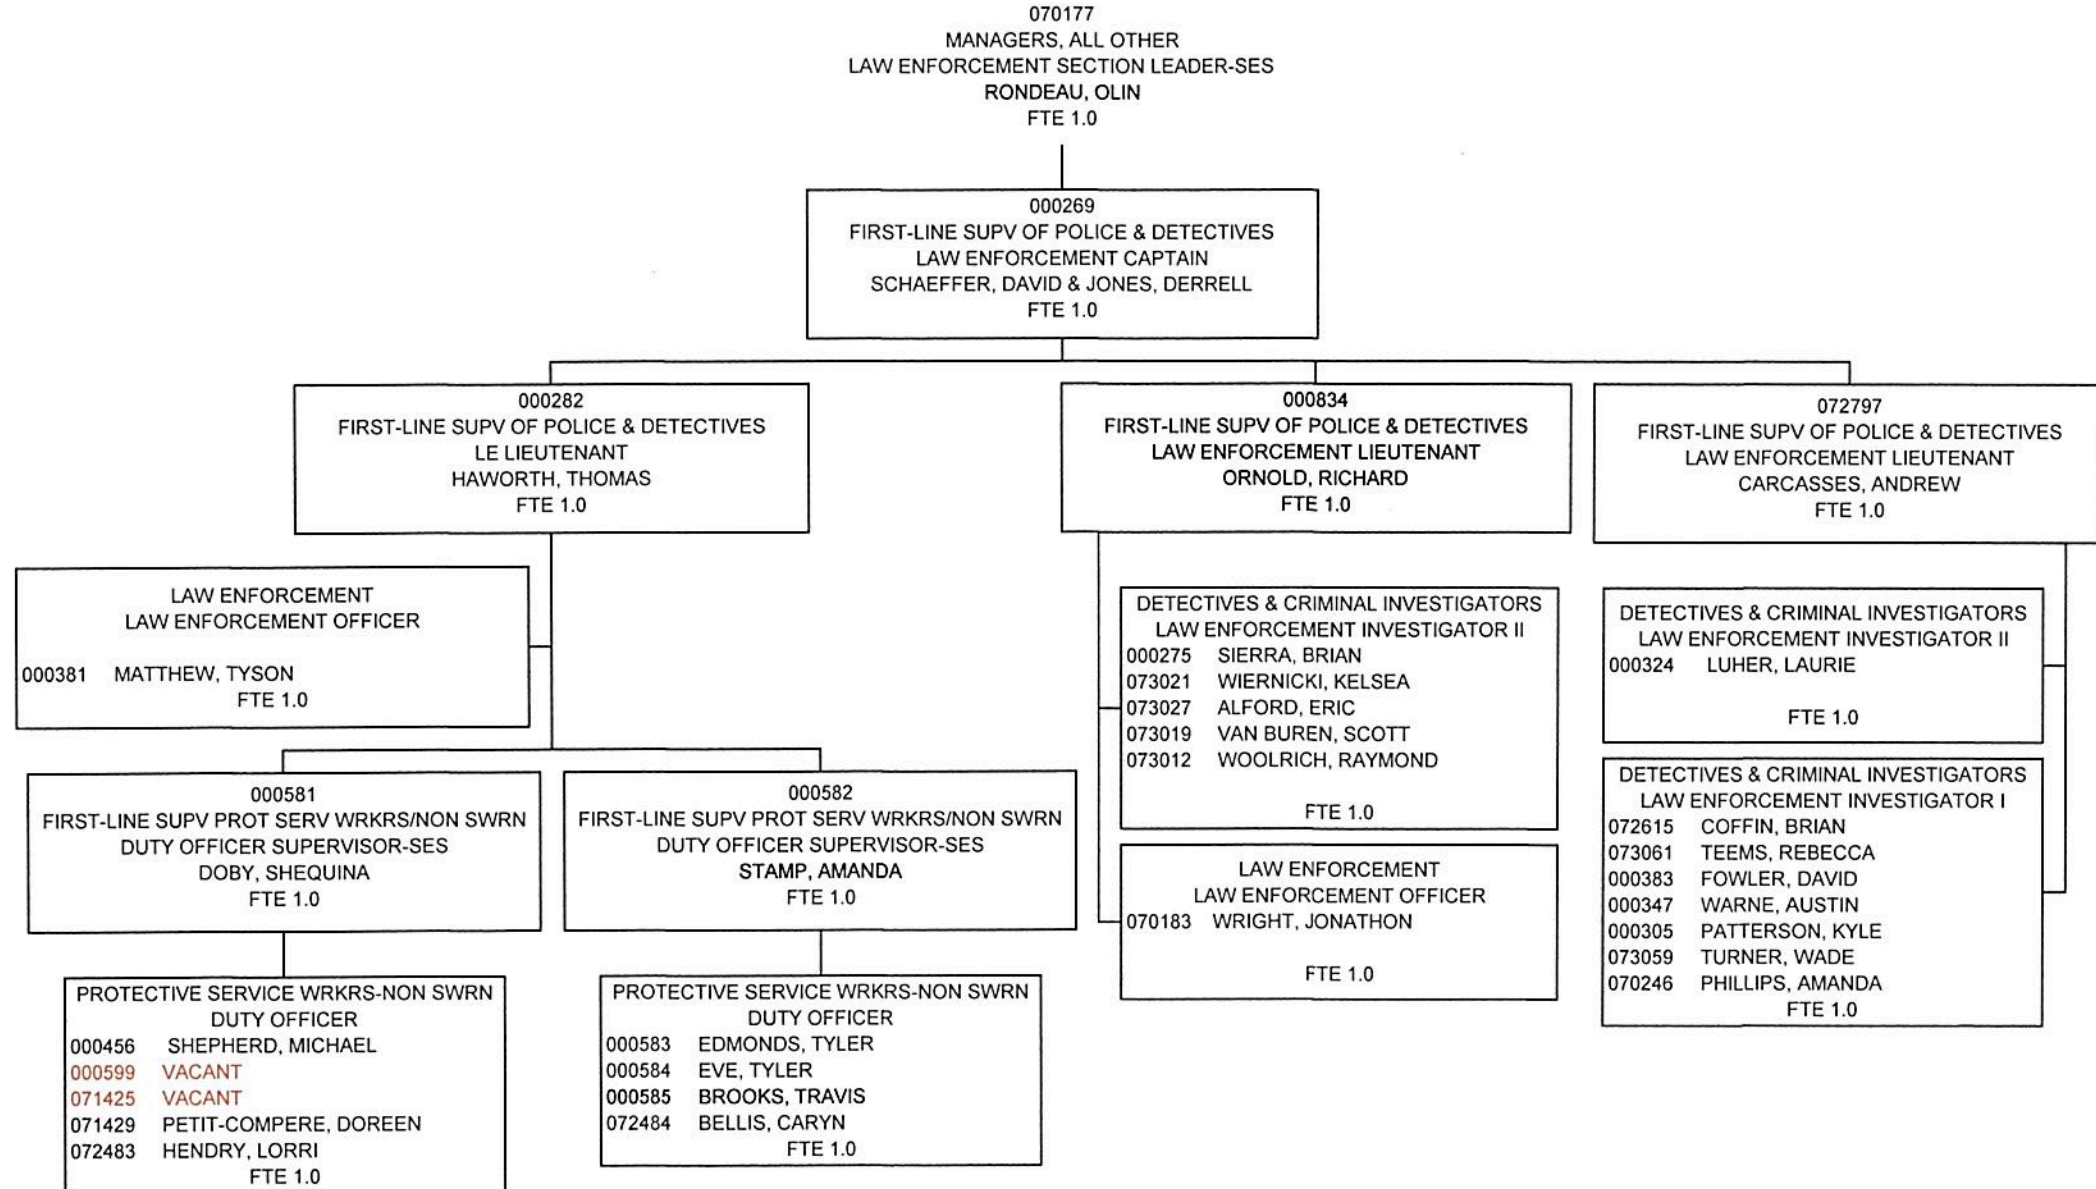 070177
MANAGERS, ALL OTHER
LAW ENFORCEMENT SECTION LEADER-SES
RONDEAU, OLIN
FTE 1.0
000269
FIRST-LINE SUPV OF POLICE & DETECTIVES
LAW ENFORCEMENT CAPTAIN
SCHAEFFER, DAVID & JONES, DERRELL
FTE 1.0
000282
FIRST-LINE SUPV OF POLICE & DETECTIVES
LE LIEUTENANT
HAWORTH, THOMAS
FTE 1.0
000834
FIRST-LINE SUPV OF POLICE & DETECTIVES
LAW ENFORCEMENT LIEUTENANT
ORNOLD, RICHARD
FTE 1.0
072797
FIRST-LINE SUPV OF POLICE & DETECTIVES
LAW ENFORCEMENT LIEUTENANT
CARCASSES, ANDREW
FTE 1.0
LAW ENFORCEMENT
LAW ENFORCEMENT OFFICER
000381 MATTHEW, TYSON
FTE 1.0
DETECTIVES & CRIMINAL INVESTIGATORS
LAW ENFORCEMENT INVESTIGATOR II
000275 SIERRA, BRIAN
073021 WIERNICKI, KELSEA
073027 ALFORD, ERIC
073019 VAN BUREN, SCOTT
073012 WOOLRICH, RAYMOND
FTE 1.0
DETECTIVES & CRIMINAL INVESTIGATORS
LAW ENFORCEMENT INVESTIGATOR II
000324 LUHER, LAURIE
FTE 1.0
000581
FIRST-LINE SUPV PROT SERV WRKRS/NON SWRN
DUTY OFFICER SUPERVISOR-SES
DOBY, SHEQUINA
FTE 1.0
000582
FIRST-LINE SUPV PROT SERV WRKRS/NON SWRN
DUTY OFFICER SUPERVISOR-SES
STAMP, AMANDA
FTE 1.0
LAW ENFORCEMENT
LAW ENFORCEMENT OFFICER
070183 WRIGHT, JONATHON
FTE 1.0
DETECTIVES & CRIMINAL INVESTIGATORS
LAW ENFORCEMENT INVESTIGATOR I
072615 COFFIN, BRIAN
073061 TEEMS, REBECCA
000383 FOWLER, DAVID
000347 WARNE, AUSTIN
000305 PATTERSON, KYLE
073059 TURNER, WADE
070246 PHILLIPS, AMANDA
FTE 1.0
PROTECTIVE SERVICE WRKRS-NON SWRN
DUTY OFFICER
000456 SHEPHERD, MICHAEL
000599 VACANT
071425 VACANT
071429 PETIT-COMPERE, DOREEN
072483 HENDRY, LORRI
FTE 1.0
PROTECTIVE SERVICE WRKRS-NON SWRN
DUTY OFFICER
000583 EDMONDS, TYLER
000584 EVE, TYLER
000585 BROOKS, TRAVIS
072484 BELLIS, CARYN
FTE 1.0